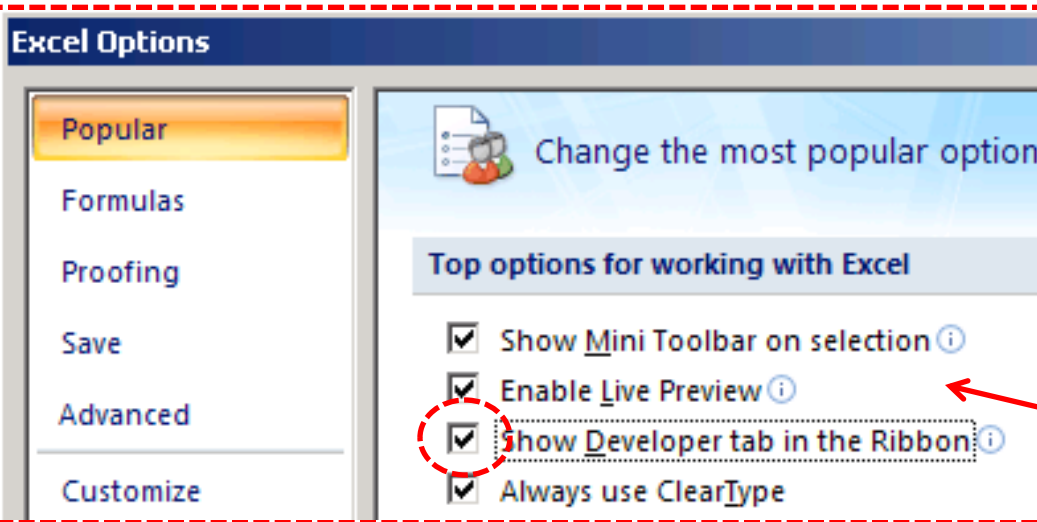 Excel Options
Popular
Formulas
Proofing
Save
Advanced
Customize
Change the most popular option
Top options for working with Excel
Show Mini Toolbar on selection
Enable Live Preview
Show Developer tab in the Ribbon
Always use ClearType